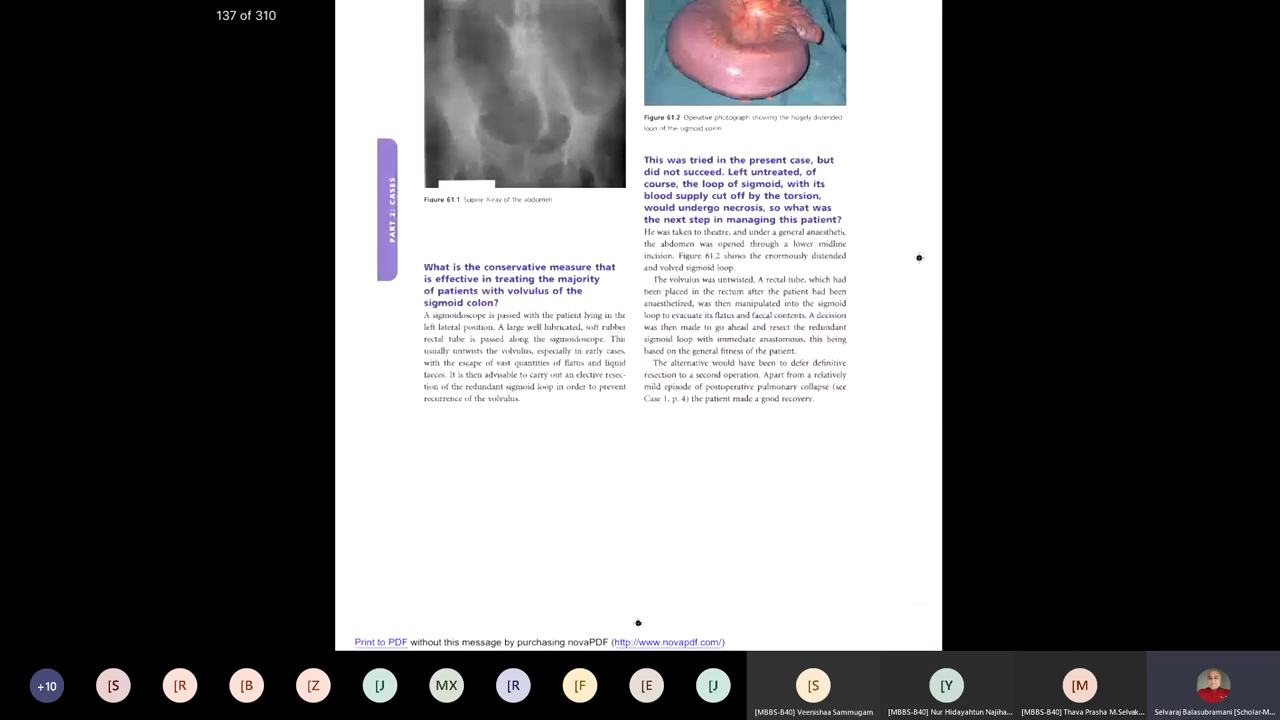 137 of 310
PART 2: CASES
Figure 61.1 Supine X-ray of the abdomen
What is the conservative measure that
is effective in treating the majority
of patients with volvulus of the
sigmoid colon?
A sigmoidoscope is passed with the patient lying in the
left lateral position. A large well lubricated, soft rubber
rectal tube is passed along the sigmoidoscope. This
usually untwists the volvulus, especially in early cases,
with the escape of vast quantities of flatus and liquid
faeces. It is then advisable to carry out an elective resec-
tion of the redundant sigmoid loop in order to prevent
recurrence of the volvulus.
Figure 61.2 Operative photograph showing the hugely distended
loop of the sigmoid colon.
This was tried in the present case, but
did not succeed. Left untreated, of
course, the loop of sigmoid, with its
blood supply cut off by the torsion,
would undergo necrosis, so what was
the next step in managing this patient?
He was taken to theatre, and under a general anaesthetic
the abdomen was opened through a lower midline
incision. Figure 61.2 shows the enormously distended
and volved sigmoid loop.
The volvulus was untwisted. A rectal tube, which had
been placed in the rectum after the patient had been
anaesthetized, was then manipulated into the sigmoid
loop to evacuate its flatus and faecal contents. A decision
was then made to go ahead and resect the redundant
sigmoid loop with immediate anastomosis, this being
based on the general fitness of the patient.
The alternative would have been to defer definitive
resection to a second operation. Apart from a relatively
mild episode of postoperative pulmonary collapse (see
Case 1, p. 4) the patient made a good recovery.
Print to PDF without this message by purchasing novaPDF (http://www.novapdf.com/)
+10
[S
[R
[B
[Z
[J
MX
[R
[F
[E
[J
[S
[Y
[M
[MBBS-B40] Veenishaa Sammugam
[MBBS-B40] Nur Hidayahtun Najiha...
[MBBS-B40] Thava Prasha M.Selvak...
Selvaraj Balasubramani [Scholar-M...